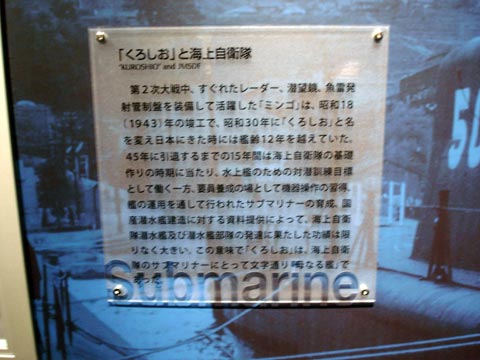 「くろしお」と海上自衛隊
"KUROSHIO" and JMSDF
第2次大戦中、すぐれたレーダー、潜望鏡、魚雷発
射管制盤を装備して活躍した「ミンゴ」は、昭和18
(1943)年の竣工で、昭和30年に「くろしお」と名
を変え日本にきた時には艦齢12年を越えていた。
45年に引退するまでの15年間は海上自衛隊の基礎
作りの時期に当たり、水上艦のための対潜訓練目標
として働く一方、要員養成の場として機器操作の習得、
艦の運用を通して行われたサブマリナーの育成、国
産潜水艦建造に対する資料提供によって、海上自衛
隊潜水艦及び潜水艦部隊の発達に果たした功績は限
りなく大きい。この意味で「くろしお」は、海上自衛
隊のサブマリナーにとって文字通り「母なる艦」で
あった。
Submarine
50